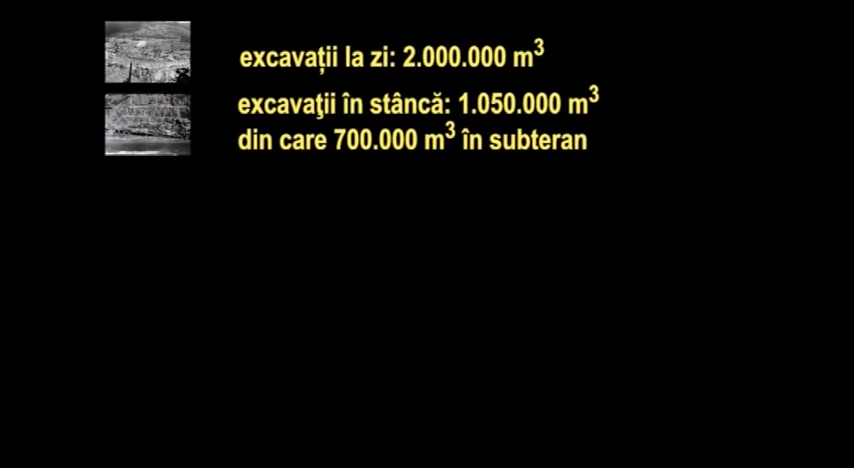 excavații la zi: 2.000.000 m³
excavaţii în stâncă: 1.050.000 m³
din care 700.000 m³ în subteran